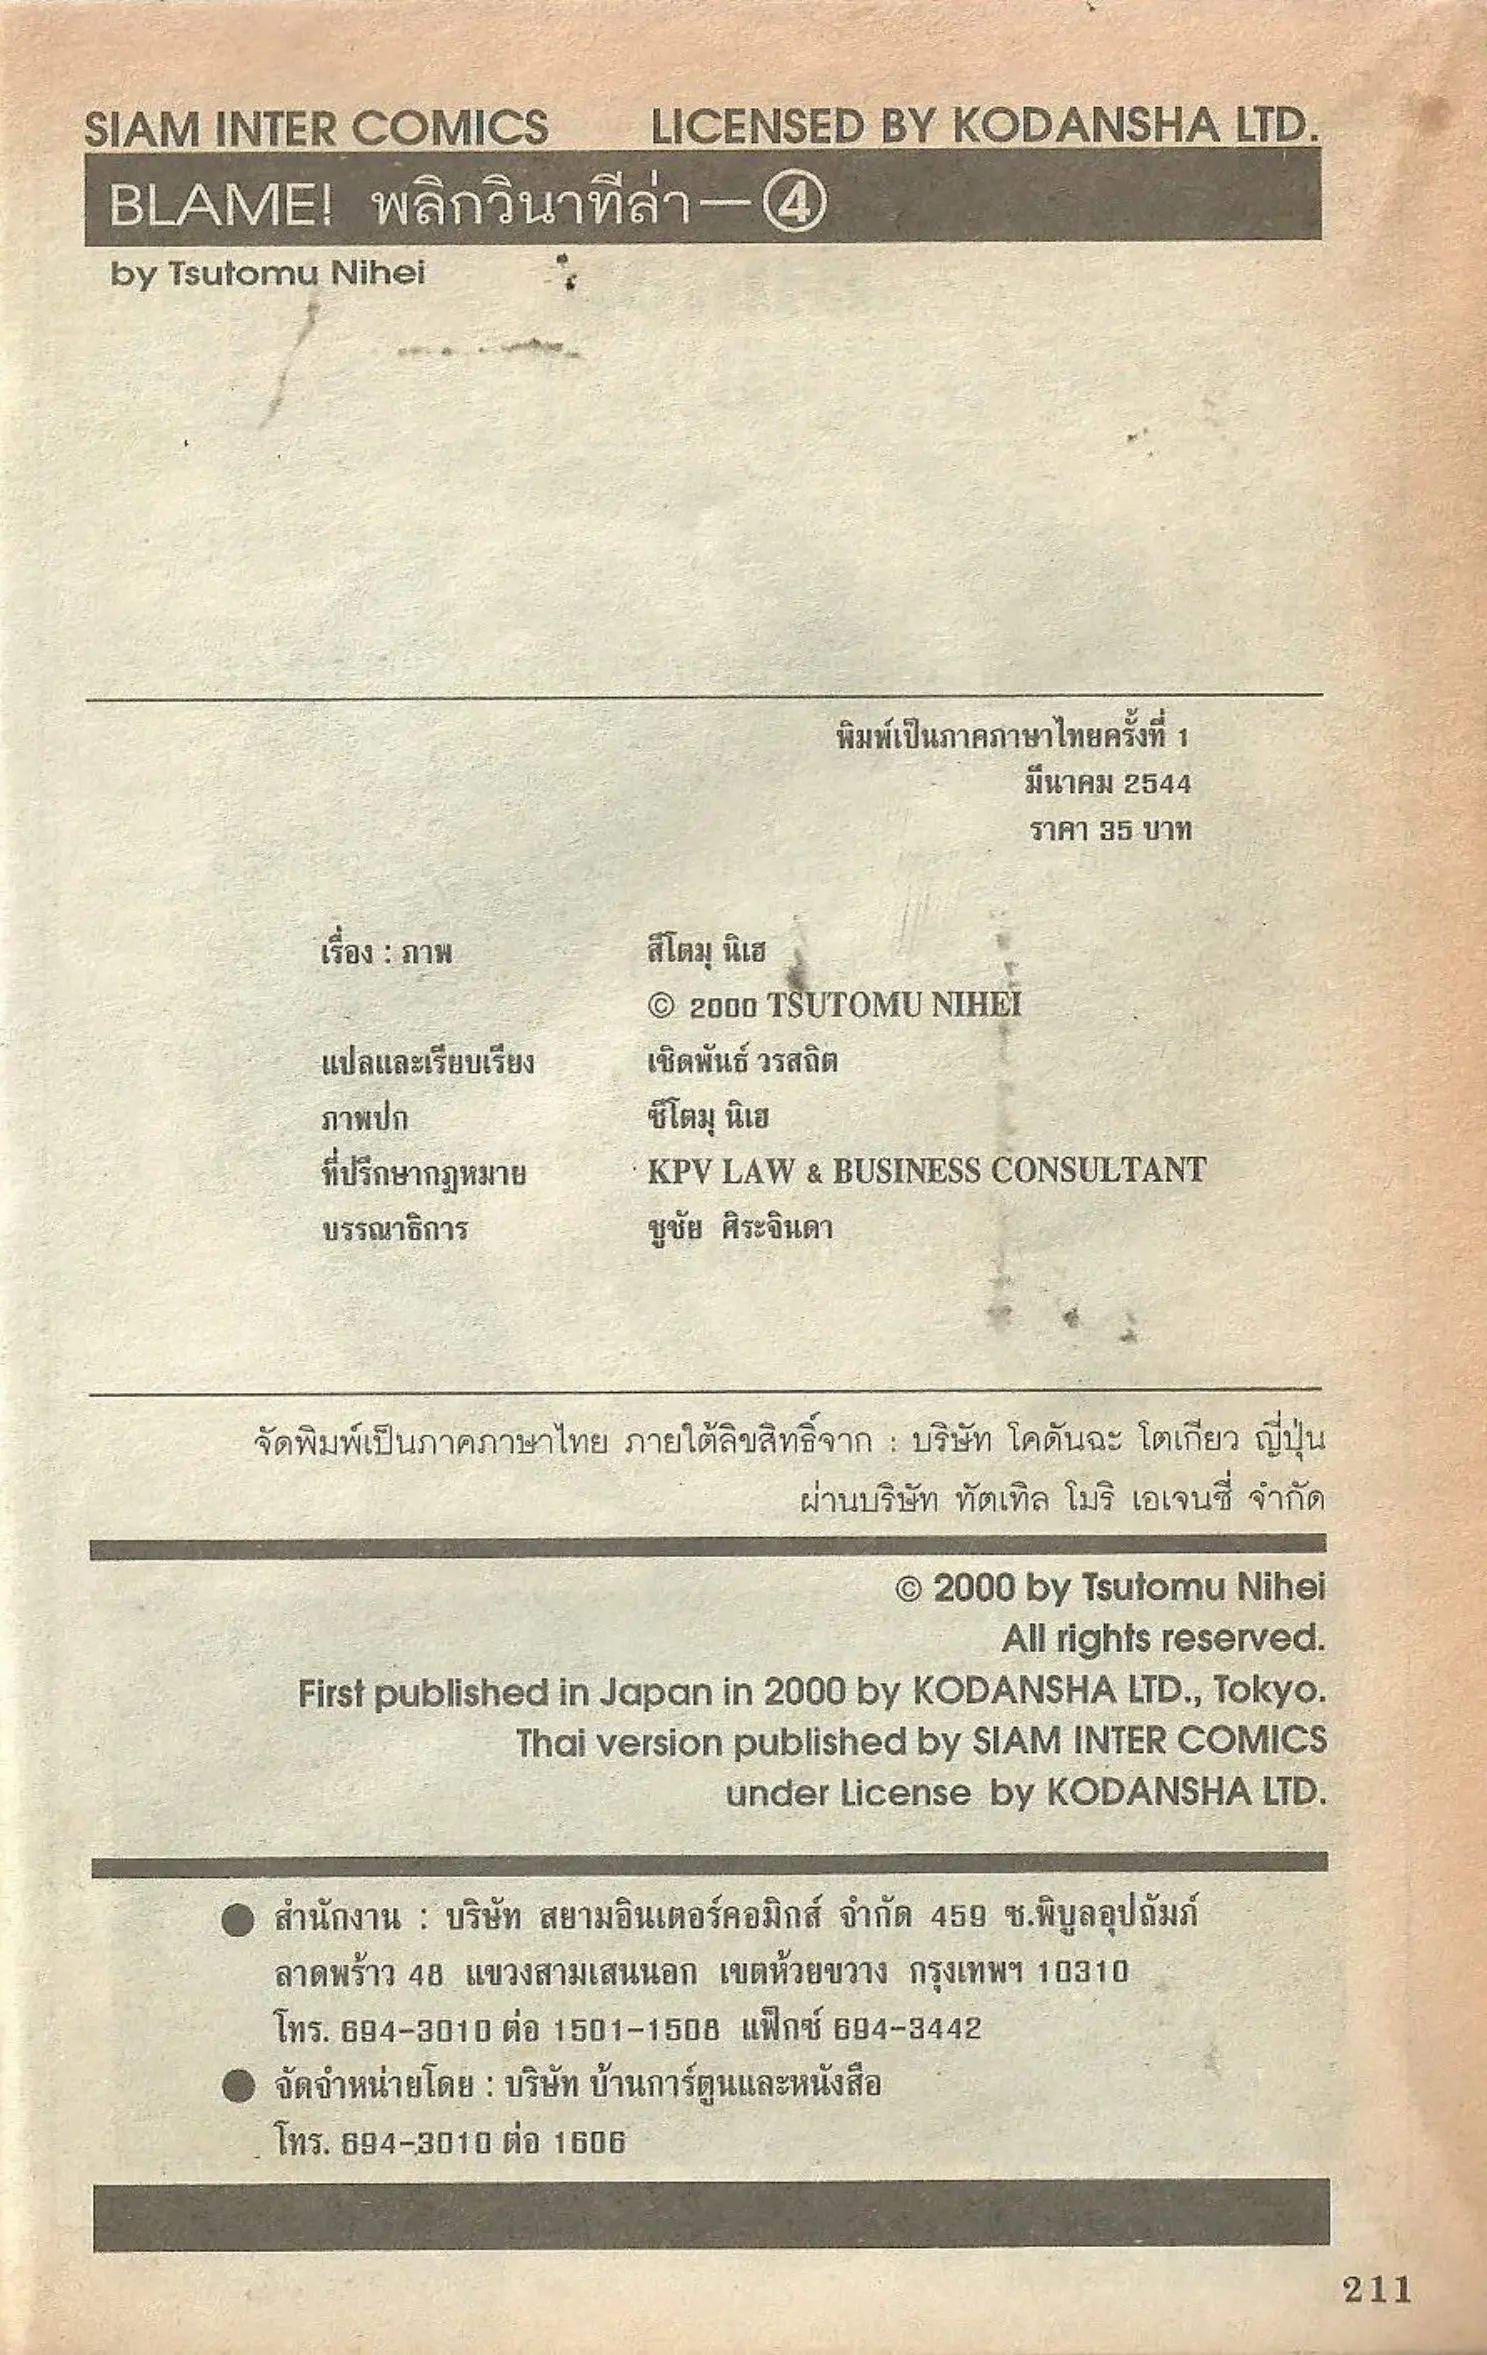 SIAM INTER COMICS LICENSED BY KODANSHA LTD.
BLAME! พลิกวินาทีล่า—④
by Tsutomu Nihei
พิมพ์เป็นภาคภาษาไทยครั้งที่ 1
มีนาคม 2544
ราคา 35 บาท
เรื่อง : ภาพ สึโตมุ นิเฮ
© 2000 TSUTOMU NIHEI
แปลและเรียบเรียง เชิดพันธ์ วรสถิต
ภาพปก ซึโตมุ นิเฮ
ที่ปรึกษากฎหมาย KPV LAW & BUSINESS CONSULTANT
บรรณาธิการ ชูชัย ศิระจินดา
จัดพิมพ์เป็นภาคภาษาไทย ภายใต้ลิขสิทธิ์จาก : บริษัท โคดันฉะ โตเกียว ญี่ปุ่น
ผ่านบริษัท ทัตเทิล โมริ เอเจนซี่ จำกัด
© 2000 by Tsutomu Nihei
All rights reserved.
First published in Japan in 2000 by KODANSHA LTD., Tokyo.
Thai version published by SIAM INTER COMICS
under License by KODANSHA LTD.
● สำนักงาน : บริษัท สยามอินเตอร์คอมิกส์ จำกัด 459 ซ.พิบูลอุปถัมภ์
ลาดพร้าว 48 แขวงสามเสนนอก เขตห้วยขวาง กรุงเทพฯ 10310
โทร. 694-3010 ต่อ 1501-1508 แฟ็กซ์ 694-3442
● จัดจำหน่ายโดย : บริษัท บ้านการ์ตูนและหนังสือ
โทร. 694-3010 ต่อ 1606
211